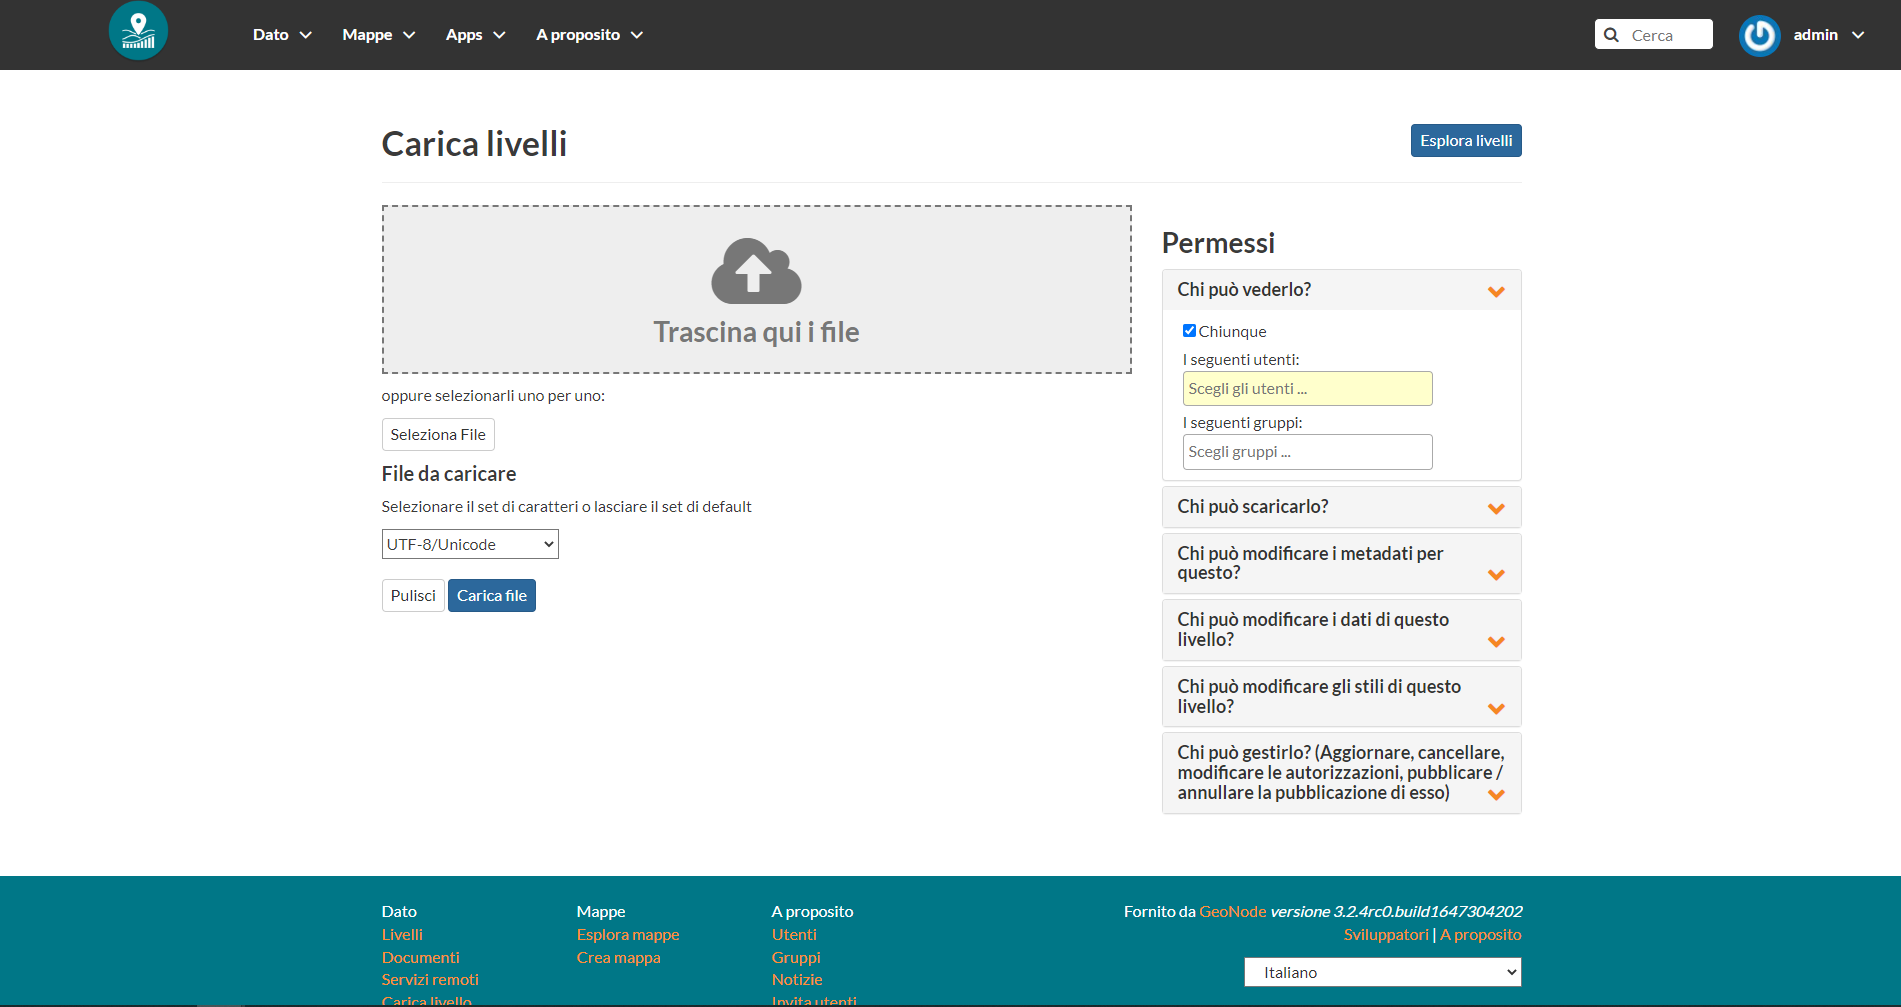 Dato
Mappe
Apps
A proposito
Cerca
admin
Carica livelli
Esplora livelli
Trascina qui i file
oppure selezionarli uno per uno:
Seleziona File
File da caricare
Selezionare il set di caratteri o lasciare il set di default
UTF-8/Unicode
Pulisci
Carica file
Permessi
Chi può vederlo?
Chiunque
I seguenti utenti:
Scegli gli utenti ...
I seguenti gruppi:
Scegli gruppi ...
Chi può scaricarlo?
Chi può modificare i metadati per
questo?
Chi può modificare i dati di questo
livello?
Chi può modificare gli stili di questo
livello?
Chi può gestirlo? (Aggiornare, cancellare,
modificare le autorizzazioni, pubblicare /
annullare la pubblicazione di esso)
Dato
Livelli
Documenti
Servizi remoti
Carica livello
Mappe
Esplora mappe
Crea mappa
A proposito
Utenti
Gruppi
Notizie
Invita utenti
Fornito da GeoNode versione 3.2.4rc0.build1647304202
Sviluppatori | A proposito
Italiano